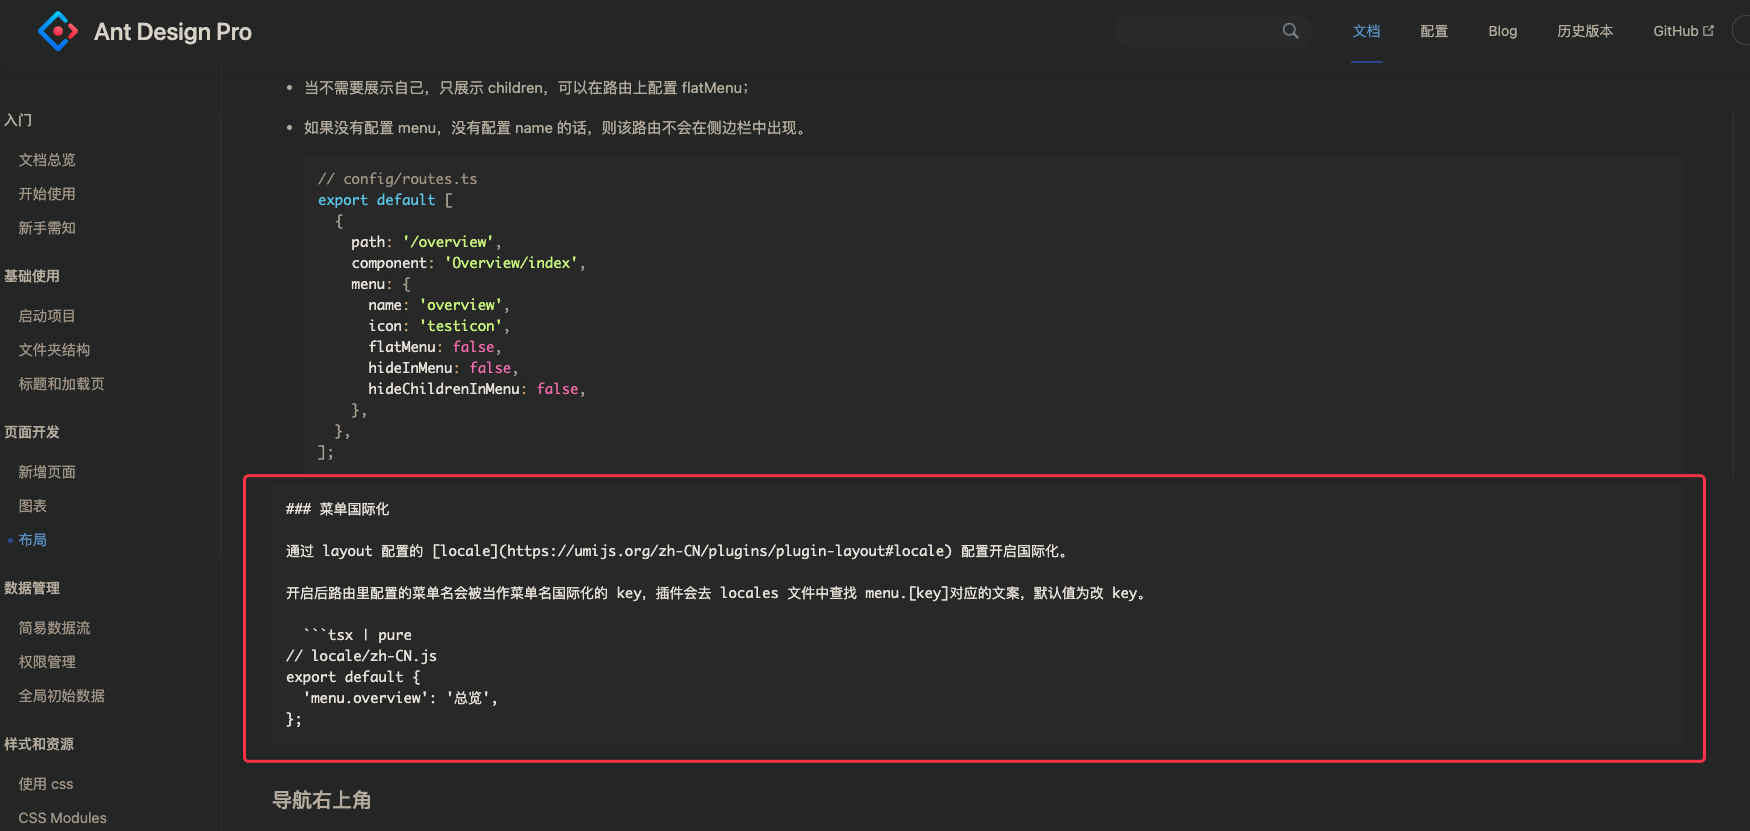 Ant Design Pro
文档
配置
Blog
历史版本
GitHub
入门
文档总览
开始使用
新手需知
基础使用
启动项目
文件夹结构
标题和加载页
页面开发
新增页面
图表
布局
数据管理
简易数据流
权限管理
全局初始数据
样式和资源
使用 css
CSS Modules
当不需要展示自己，只展示 children，可以在路由上配置 flatMenu；
如果没有配置 menu，没有配置 name 的话，则该路由不会在侧边栏中出现。
// config/routes.ts
export default [
  {
    path: '/overview',
    component: 'Overview/index',
    menu: {
      name: 'overview',
      icon: 'testicon',
      flatMenu: false,
      hideInMenu: false,
      hideChildrenInMenu: false,
    },
  },
];
### 菜单国际化
通过 layout 配置的 [locale](https://umijs.org/zh-CN/plugins/plugin-layout#locale) 配置开启国际化。
开启后路由里配置的菜单名会被当作菜单名国际化的 key，插件会去 locales 文件中查找 menu.[key]对应的文案，默认值为改 key。
  ```tsx | pure
// locale/zh-CN.js
export default {
  'menu.overview': '总览',
};
导航右上角